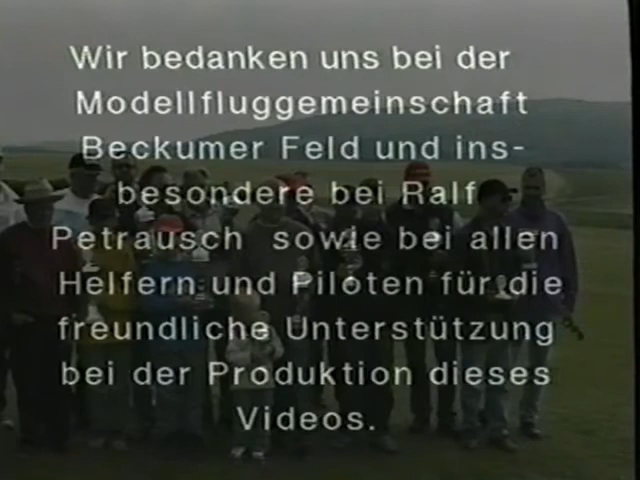 Wir bedanken uns bei der
Modellfluggemeinschaft
Beckumer Feld und ins-
besondere bei Ralf
Petrausch sowie bei allen
Helfern und Piloten für die
freundliche Unterstützung
bei der Produktion dieses
Videos.